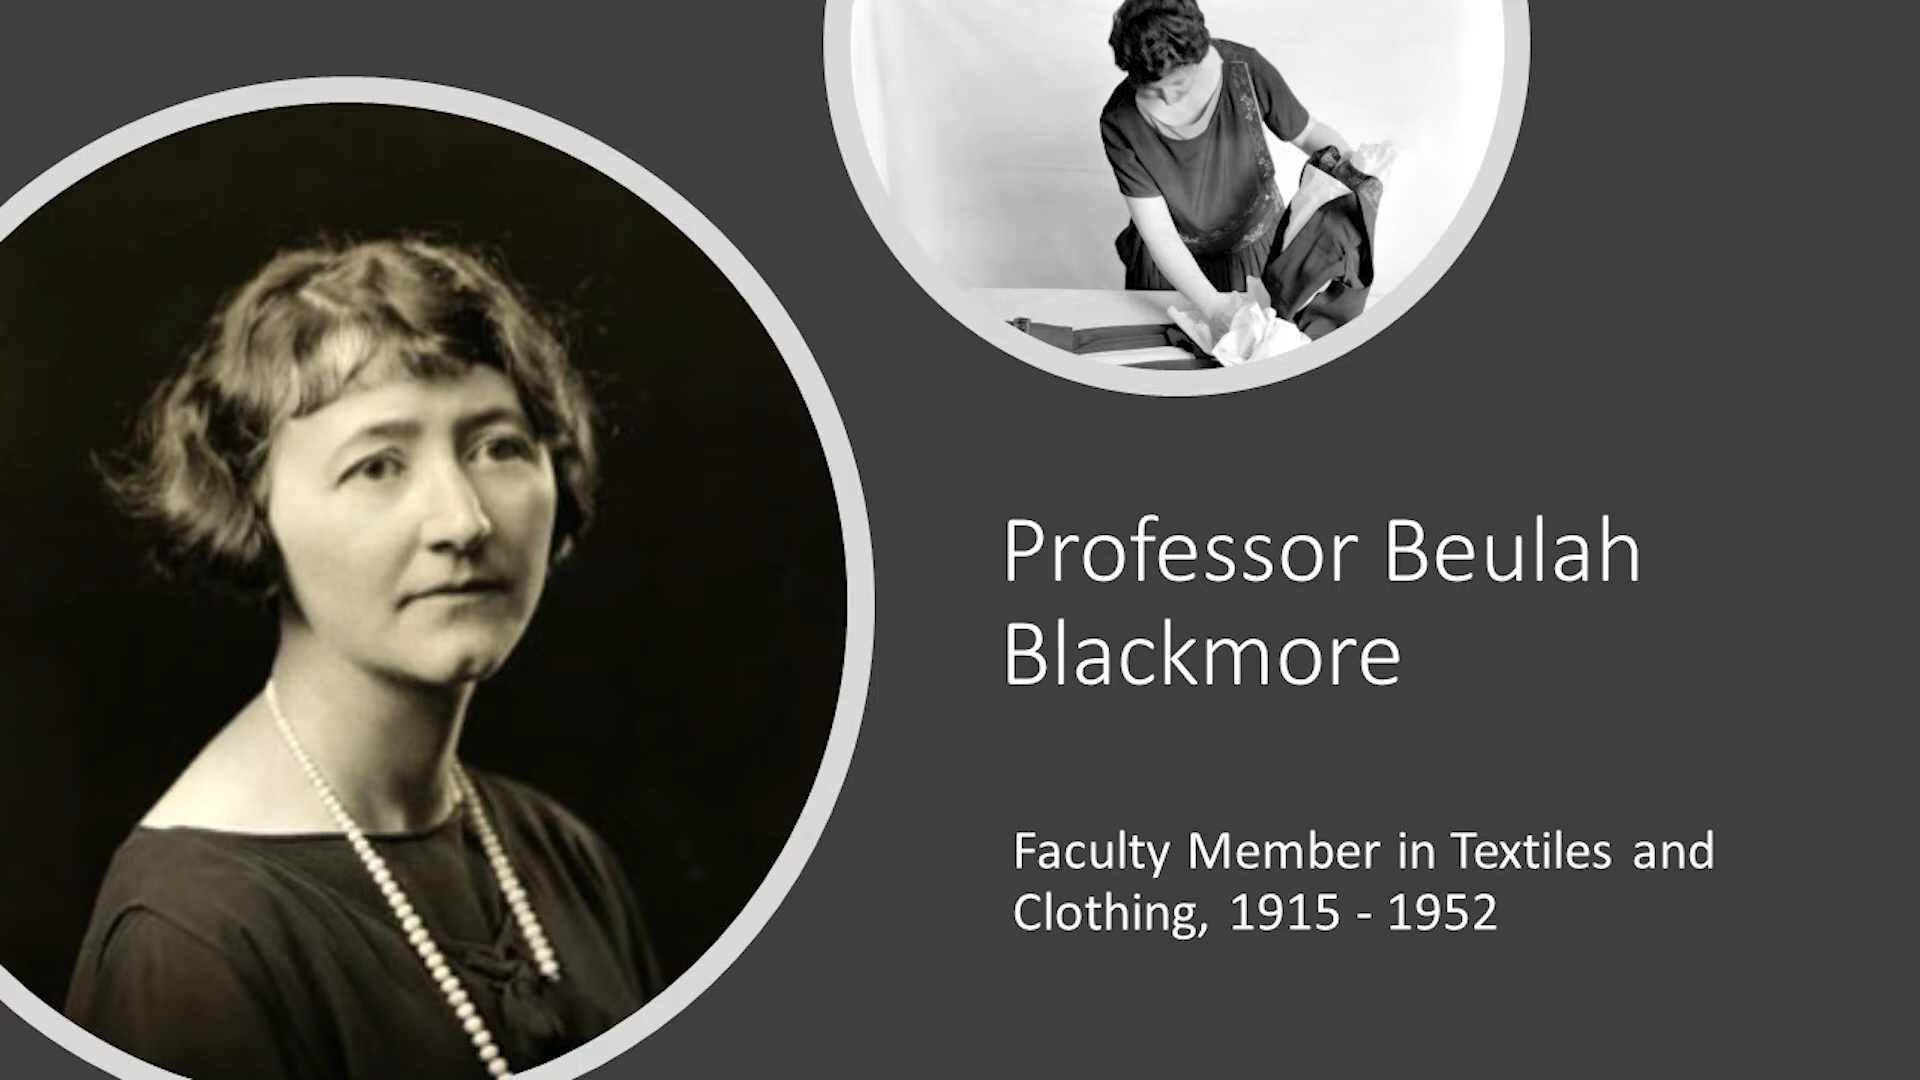 Professor Beulah
Blackmore
Faculty Member in Textiles and
Clothing, 1915 - 1952